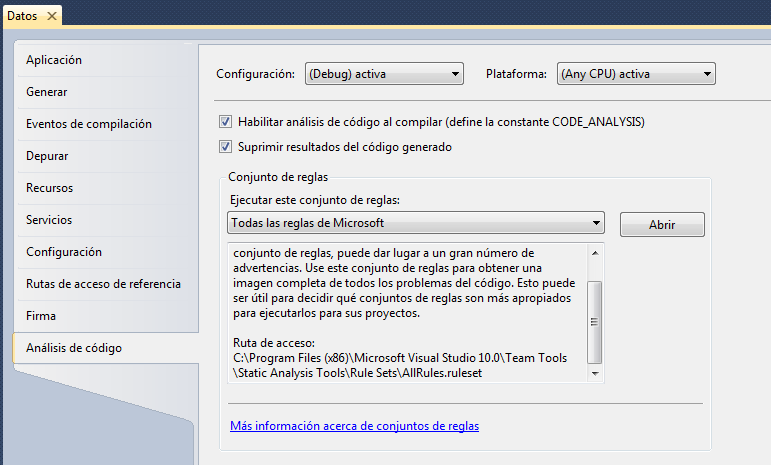 Datos
Aplicación
Generar
Eventos de compilación
Depurar
Recursos
Servicios
Configuración
Rutas de acceso de referencia
Firma
Análisis de código
Configuración: (Debug) activa Plataforma: (Any CPU) activa
Habilitar análisis de código al compilar (define la constante CODE_ANALYSIS)
Suprimir resultados del código generado
Conjunto de reglas
Ejecutar este conjunto de reglas:
Todas las reglas de Microsoft Abrir
conjunto de reglas, puede dar lugar a un gran número de
advertencias. Use este conjunto de reglas para obtener una
imagen completa de todos los problemas del código. Esto puede
ser útil para decidir qué conjuntos de reglas son más apropiados
para ejecutarlos para sus proyectos.
Ruta de acceso:
C:\Program Files (x86)\Microsoft Visual Studio 10.0\Team Tools
\Static Analysis Tools\Rule Sets\AllRules.ruleset
Más información acerca de conjuntos de reglas